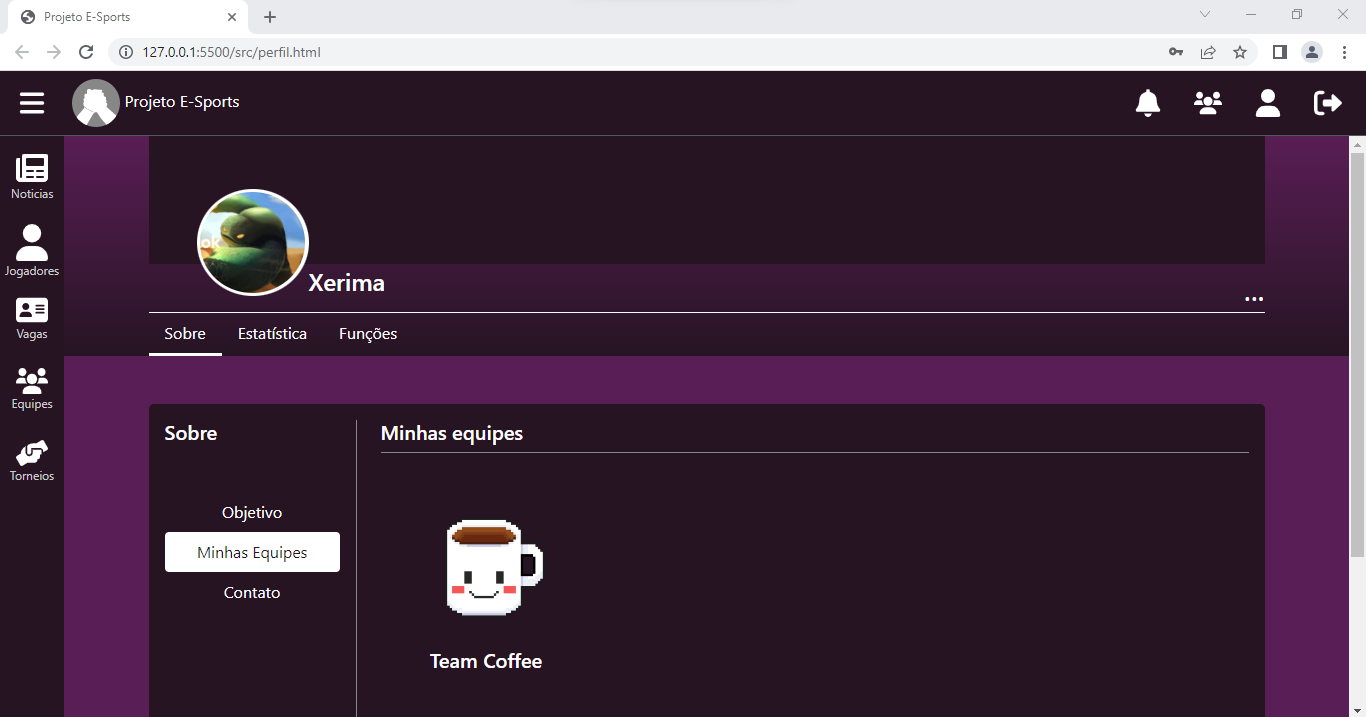 Projeto E-Sports
127.0.0.1:5500/src/perfil.html
Projeto E-Sports
Noticias
Jogadores
Vagas
Equipes
Torneios
ok
Xerima
Sobre
Estatística
Funções
Sobre
Objetivo
Minhas Equipes
Contato
Minhas equipes
Team Coffee